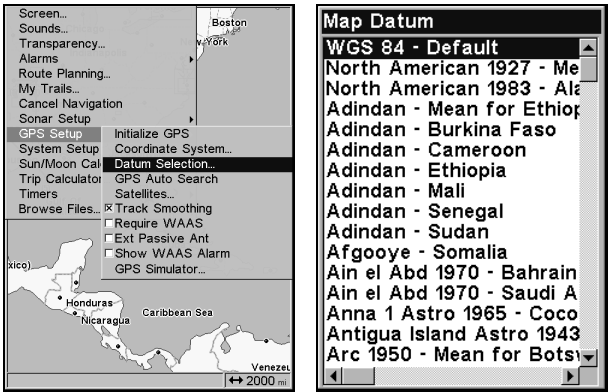 Screen...
Sounds...
Transparency...
Alarms
Route Planning...
My Trails...
Cancel Navigation
Sonar Setup
GPS Setup
System Setup
Sun/Moon Cal
Trip Calculator
Timers
Browse Files...
Initialize GPS
Coordinate System...
Datum Selection...
GPS Auto Search
Satellites...
Track Smoothing
Require WAAS
Ext Passive Ant
Show WAAS Alarm
GPS Simulator...
Boston
w York
xico)
Honduras
Nicaragua
Caribbean Sea
Venezuel
2000 mi
Map Datum
WGS 84 - Default
North American 1927 - Me
North American 1983 - Ala
Adindan - Mean for Ethiop
Adindan - Burkina Faso
Adindan - Cameroon
Adindan - Ethiopia
Adindan - Mali
Adindan - Senegal
Adindan - Sudan
Afgooye - Somalia
Ain el Abd 1970 - Bahrain
Ain el Abd 1970 - Saudi A
Anna 1 Astro 1965 - Coco
Antigua Island Astro 1943
Arc 1950 - Mean for Botsw